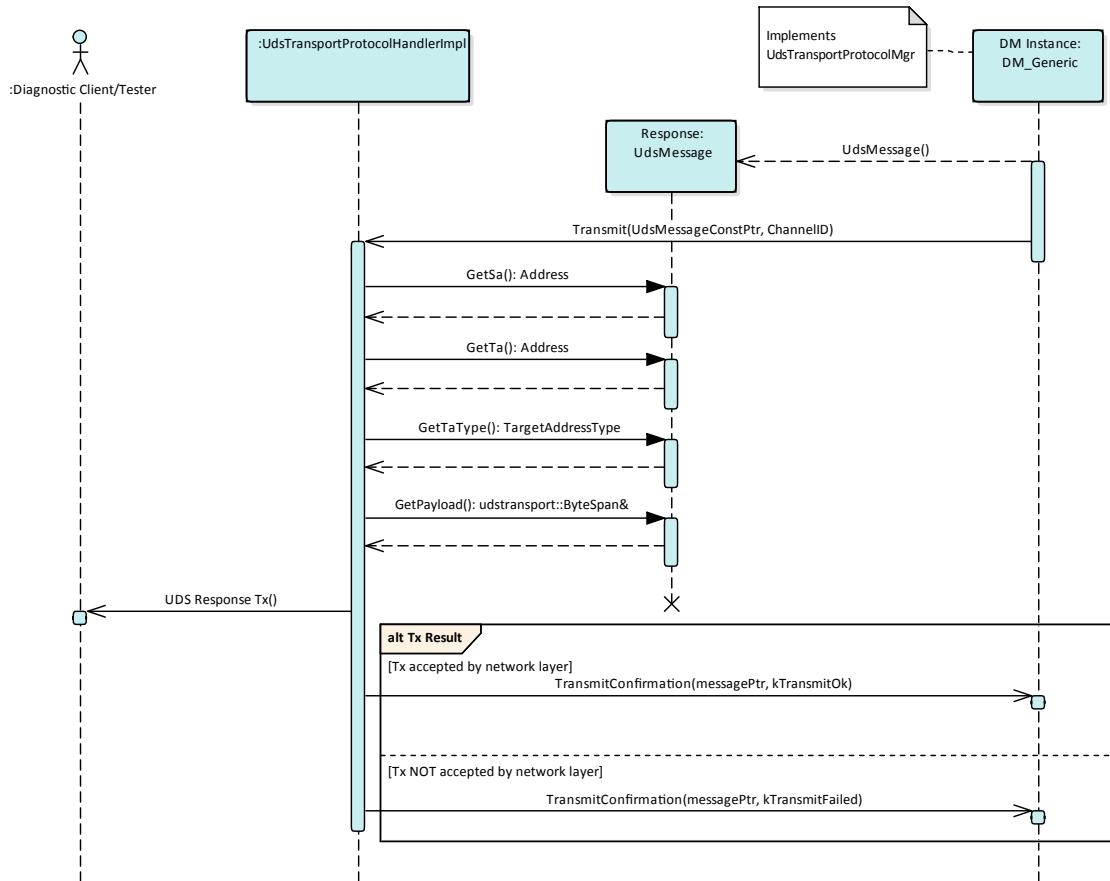 Implements
UdsTransportProtocolMgr
:UdsTransportProtocolHandlerImpl
DM Instance:
DM_Generic
:Diagnostic Client/Tester
Response:
UdsMessage
UdsMessage()
Transmit(UdsMessageConstPtr, ChannelID)
GetSa(): Address
GetTa(): Address
GetTaType(): TargetAddressType
GetPayload(): udstransport::ByteSpan&
UDS Response Tx()
alt Tx Result
[Tx accepted by network layer]
TransmitConfirmation(messagePtr, kTransmitOk)
[Tx NOT accepted by network layer]
TransmitConfirmation(messagePtr, kTransmitFailed)